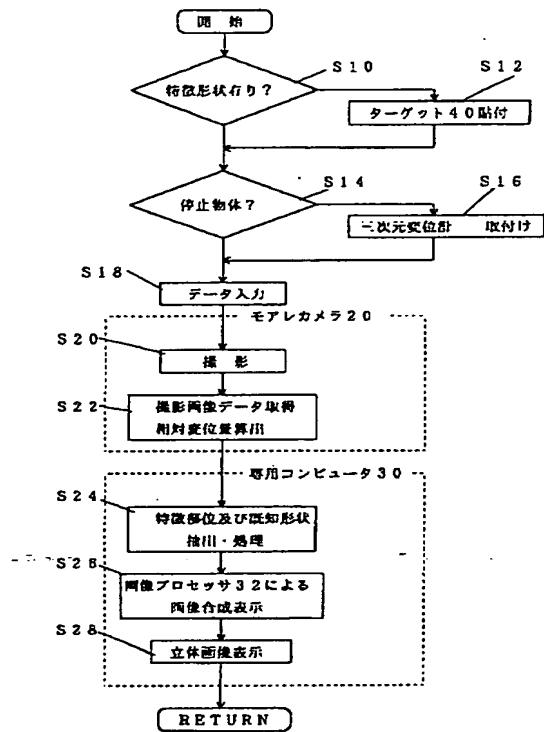 開 始
S10
特徴形状有り?
S12
ターゲット40貼付
S14
停止物体?
S16
三次元変位計 取付け
S18
データ入力
モアレカメラ20
S20
撮 影
S22
撮影画像データ取得
相対変位量算出
専用コンピュータ30
S24
特徴部位及び既知形状
抽出・処理
S26
画像プロセッサ32による
画像合成表示
S28
立体画像表示
RETURN